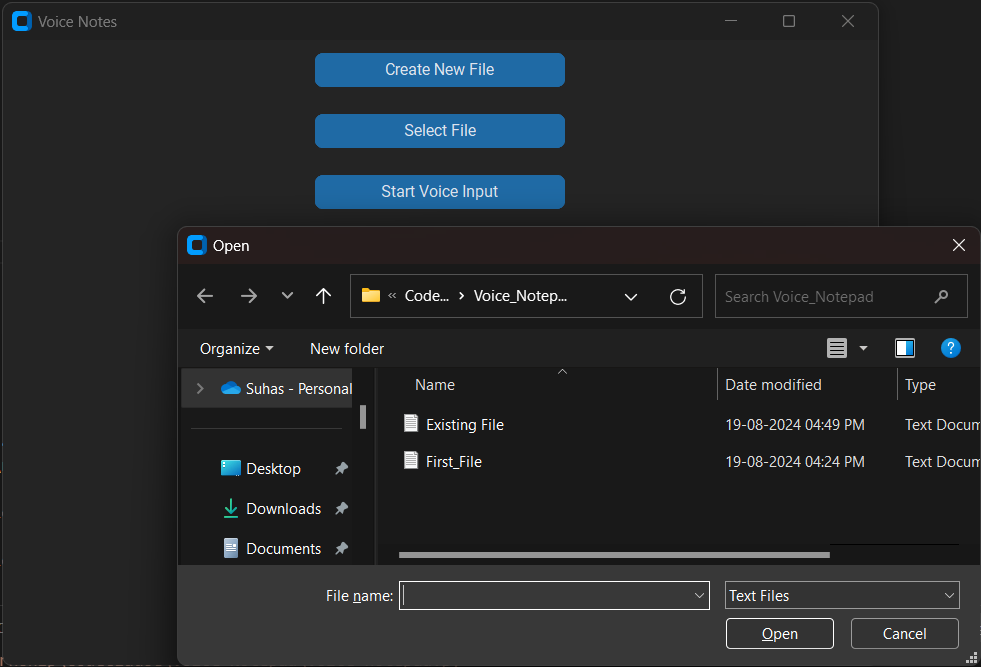 Voice Notes
Create New File
Select File
Start Voice Input
Open
« Code... › Voice_Notep...
Search Voice_Notepad
Organize
New folder
?
Suhas - Personal
Name
Date modified
Type
Existing File
19-08-2024 04:49 PM
Text Docum
First_File
19-08-2024 04:24 PM
Text Docum
Desktop
Downloads
Documents
File name:
Text Files
Open
Cancel